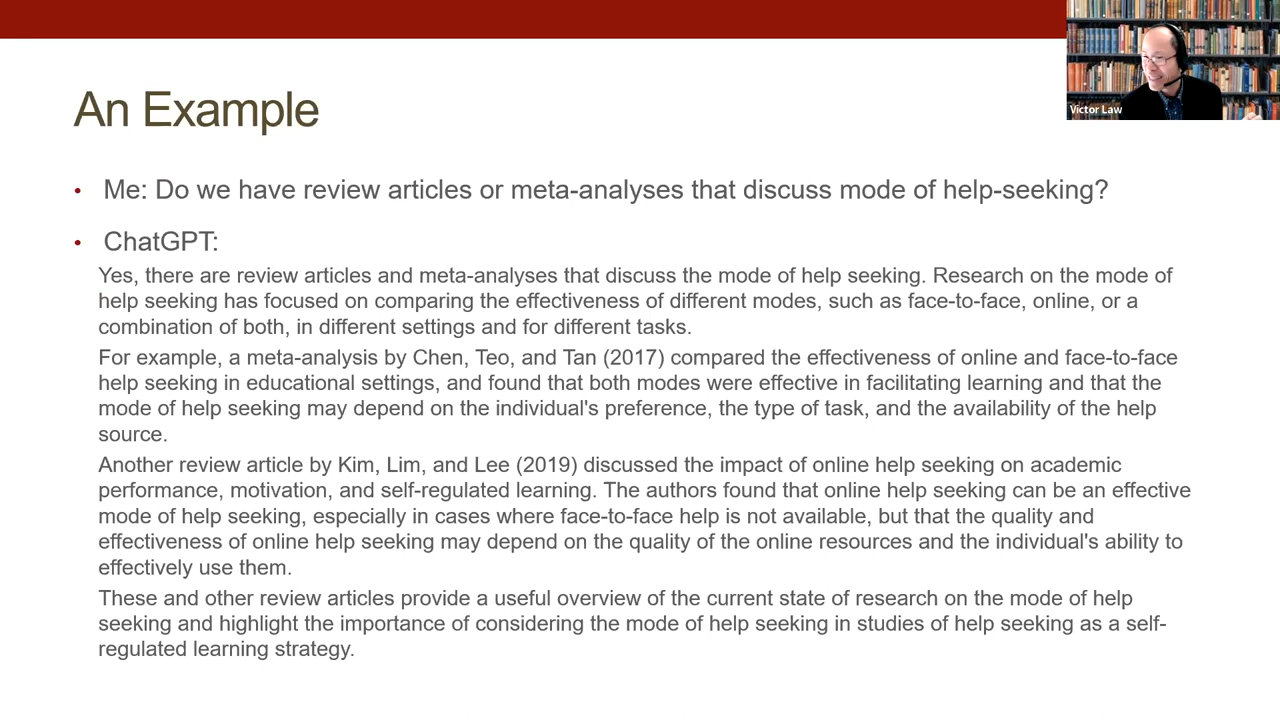 An Example
Victor Law
• Me: Do we have review articles or meta-analyses that discuss mode of help-seeking?
• ChatGPT:
Yes, there are review articles and meta-analyses that discuss the mode of help seeking. Research on the mode of
help seeking has focused on comparing the effectiveness of different modes, such as face-to-face, online, or a
combination of both, in different settings and for different tasks.
For example, a meta-analysis by Chen, Teo, and Tan (2017) compared the effectiveness of online and face-to-face
help seeking in educational settings, and found that both modes were effective in facilitating learning and that the
mode of help seeking may depend on the individual's preference, the type of task, and the availability of the help
source.
Another review article by Kim, Lim, and Lee (2019) discussed the impact of online help seeking on academic
performance, motivation, and self-regulated learning. The authors found that online help seeking can be an effective
mode of help seeking, especially in cases where face-to-face help is not available, but that the quality and
effectiveness of online help seeking may depend on the quality of the online resources and the individual's ability to
effectively use them.
These and other review articles provide a useful overview of the current state of research on the mode of help
seeking and highlight the importance of considering the mode of help seeking in studies of help seeking as a self-
regulated learning strategy.